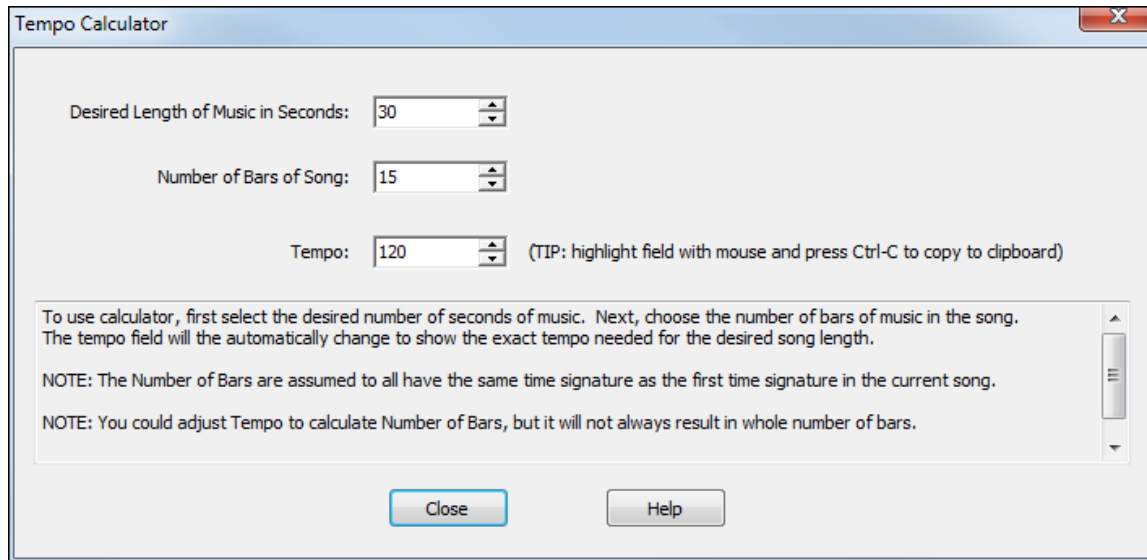 Tempo Calculator
Desired Length of Music in Seconds: 30
Number of Bars of Song: 15
Tempo: 120 (TIP: highlight field with mouse and press Ctrl-C to copy to clipboard)
To use calculator, first select the desired number of seconds of music. Next, choose the number of bars of music in the song.
The tempo field will the automatically change to show the exact tempo needed for the desired song length.
NOTE: The Number of Bars are assumed to all have the same time signature as the first time signature in the current song.
NOTE: You could adjust Tempo to calculate Number of Bars, but it will not always result in whole number of bars.
Close Help